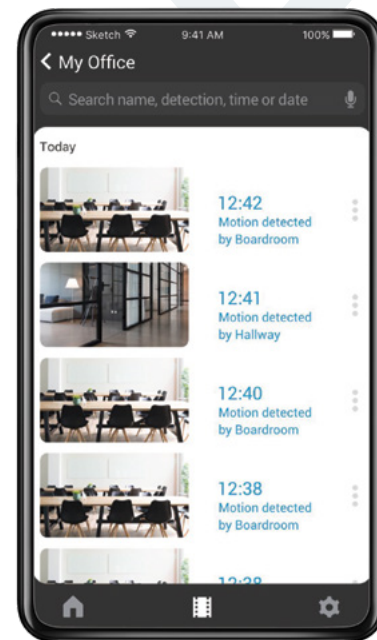 Sketch
9:41 AM
100%
My Office
Search name, detection, time or date
Today
12:42
Motion detected
by Boardroom
12:41
Motion detected
by Hallway
12:40
Motion detected
by Boardroom
12:38
Motion detected
by Boardroom